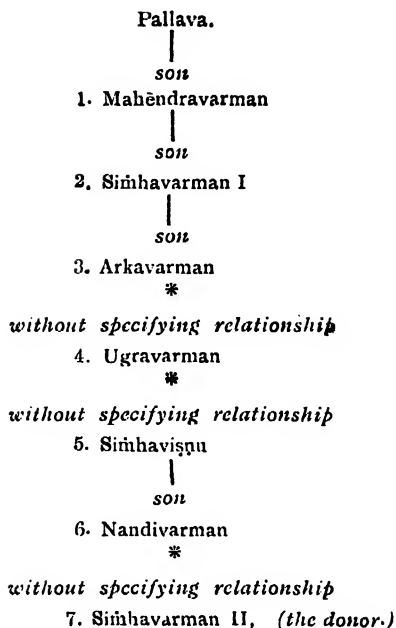 Pallava.
son
1. Mahēndravarman
son
2. Siṁhavarman I
son
3. Arkavarman
*
without specifying relationship
4. Ugravarman
*
without specifying relationship
5. Siṁhaviṣṇu
son
6. Nandivarman
*
without specifying relationship
7. Siṁhavarman II, (the donor.)